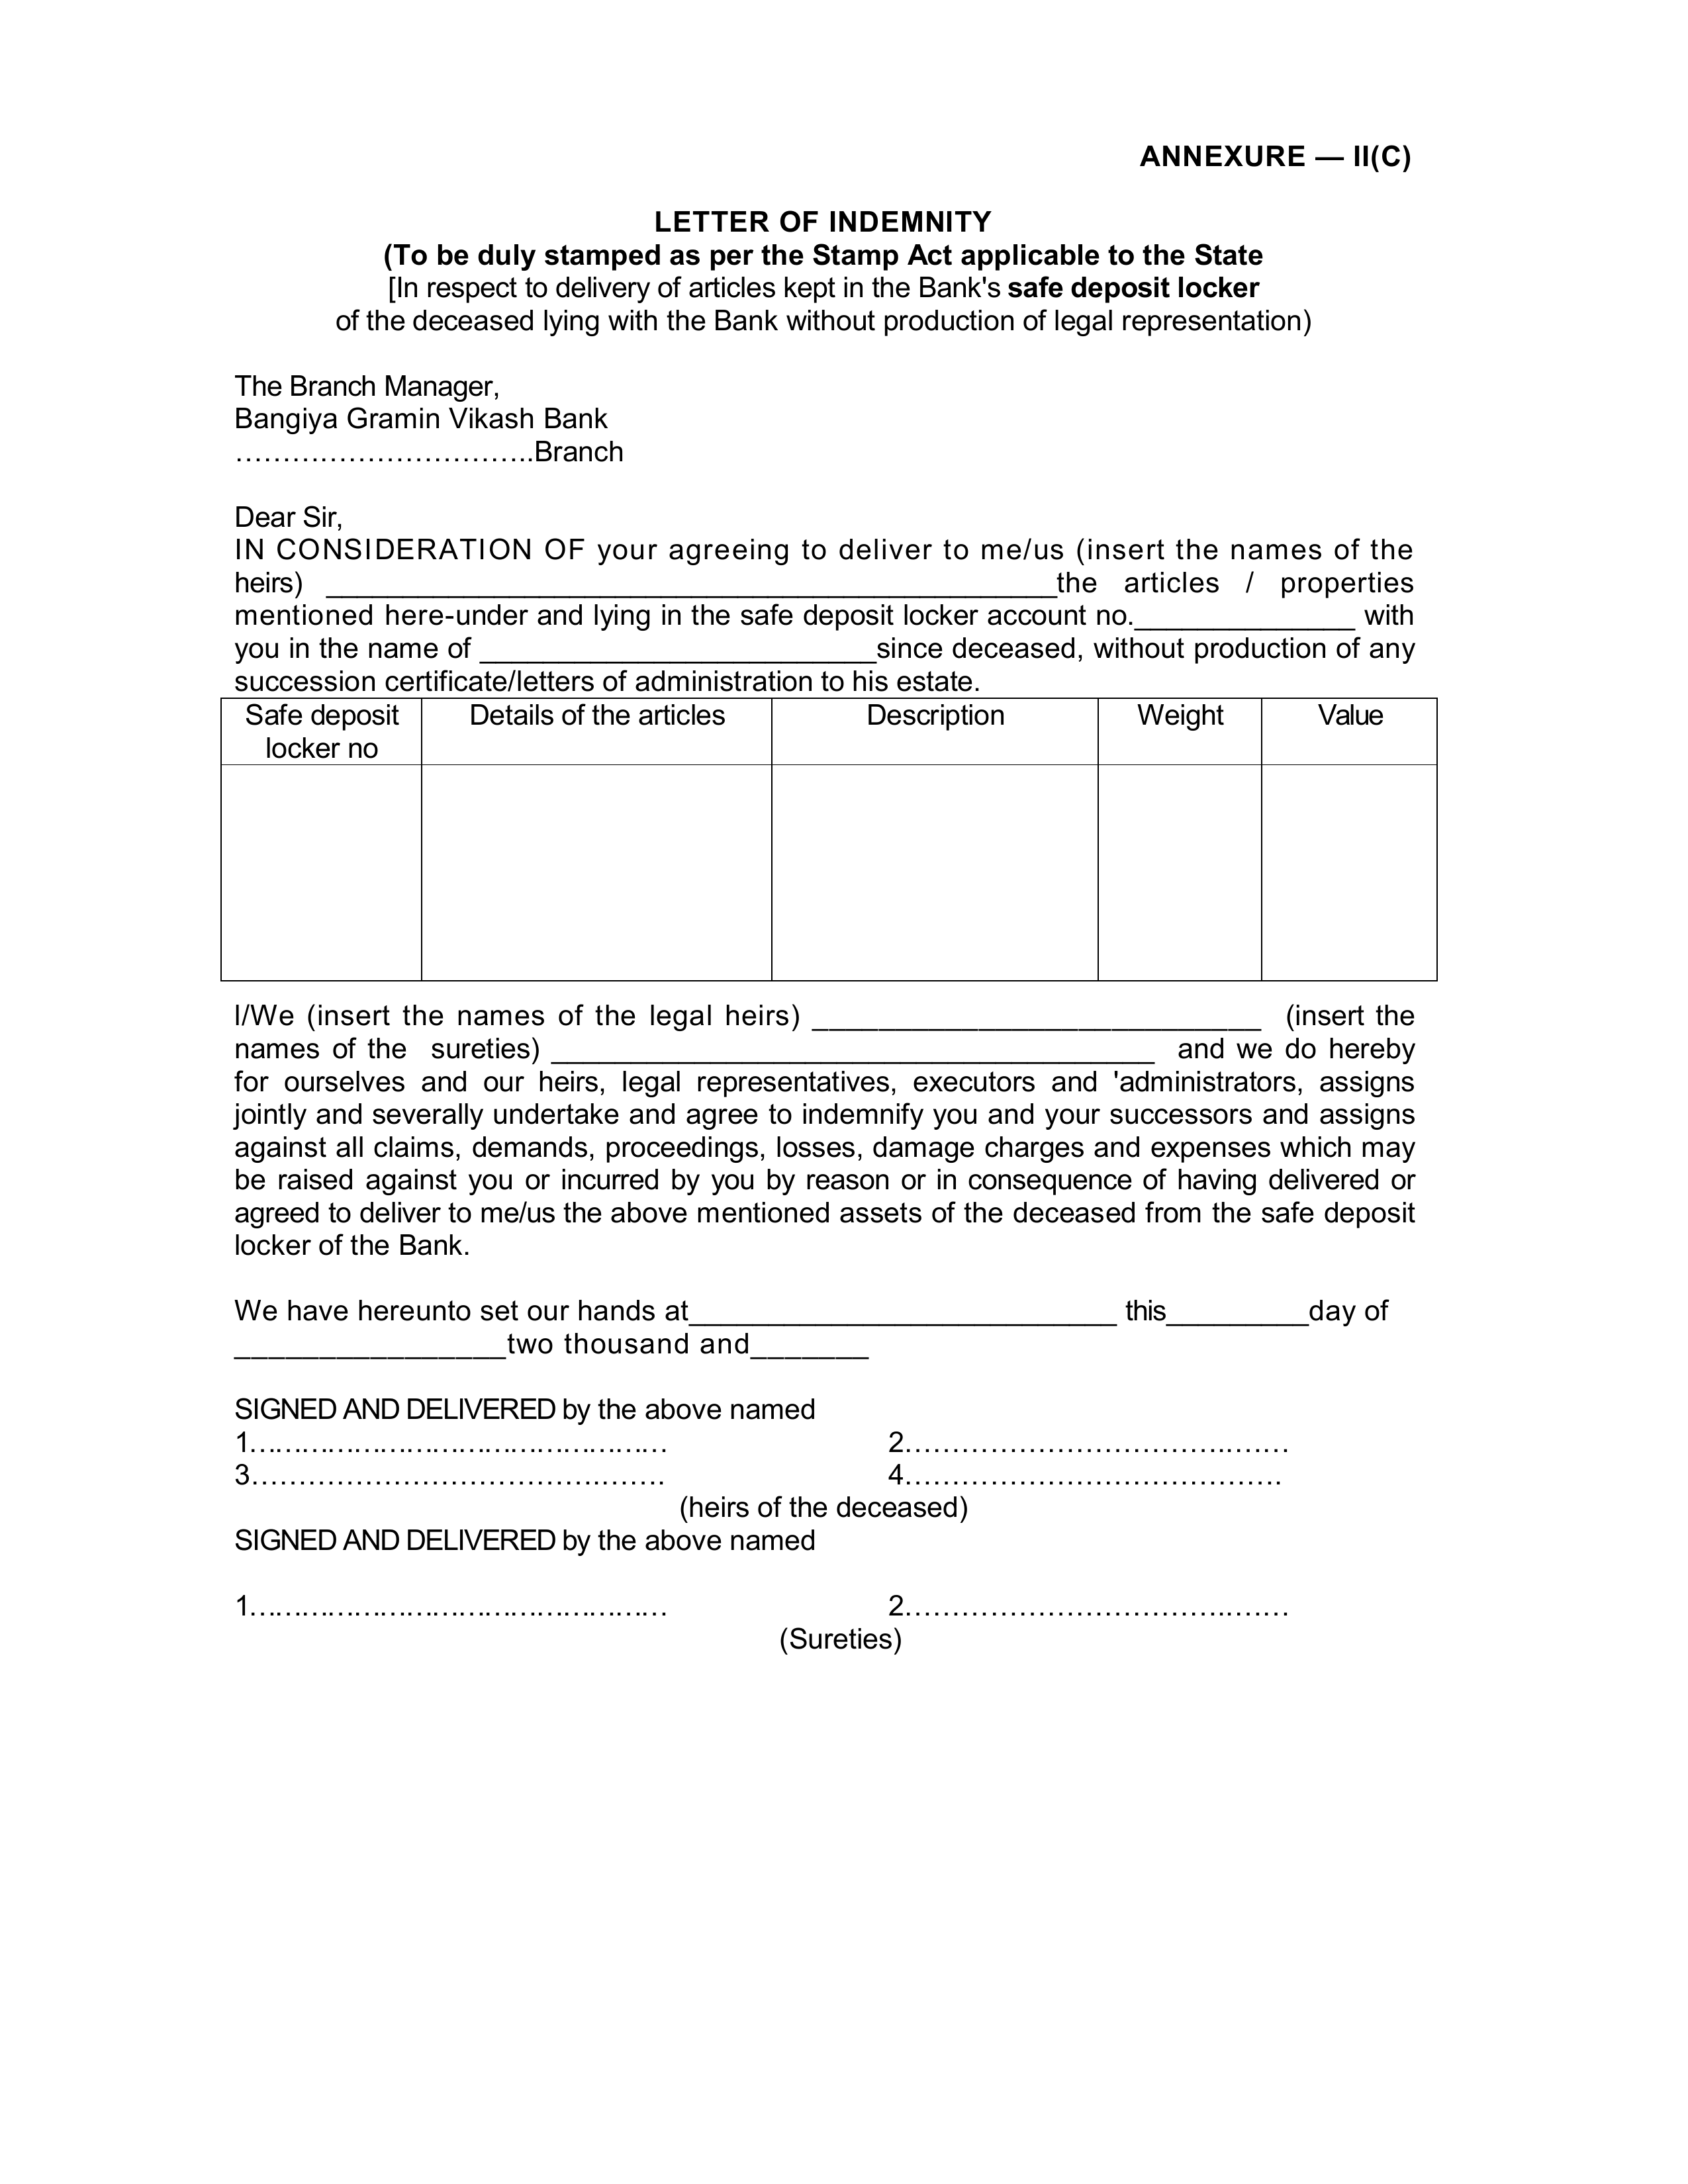 ANNEXURE — II(C)
LETTER OF INDEMNITY
(To be duly stamped as per the Stamp Act applicable to the State
[In respect to delivery of articles kept in the Bank's safe deposit locker
of the deceased lying with the Bank without production of legal representation)
The Branch Manager,
Bangiya Gramin Vikash Bank
…………………………..Branch
Dear Sir,
IN CONSIDERATION OF your agreeing to deliver to me/us (insert the names of the
heirs) ______________________________________________the articles / properties
mentioned here-under and lying in the safe deposit locker account no.______________ with
you in the name of _________________________since deceased, without production of any
succession certificate/letters of administration to his estate.
Safe deposit locker no Details of the articles Description Weight Value
I/We (insert the names of the legal heirs) ____________________________ (insert the
names of the sureties) ______________________________________ and we do hereby
for ourselves and our heirs, legal representatives, executors and 'administrators, assigns
jointly and severally undertake and agree to indemnify you and your successors and assigns
against all claims, demands, proceedings, losses, damage charges and expenses which may
be raised against you or incurred by you by reason or in consequence of having delivered or
agreed to deliver to me/us the above mentioned assets of the deceased from the safe deposit
locker of the Bank.
We have hereunto set our hands at___________________________ this_________day of
_________________two thousand and_______
SIGNED AND DELIVERED by the above named
1……………………………………… 2…………………………….……
3……………………………….……. 4………………………………….
(heirs of the deceased)
SIGNED AND DELIVERED by the above named
1……………………………………… 2…………………………….……
(Sureties)